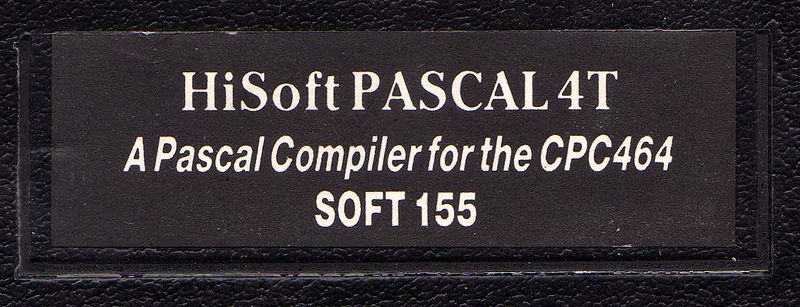 HiSoft PASCAL 4T
A Pascal Compiler for the CPC464
SOFT 155